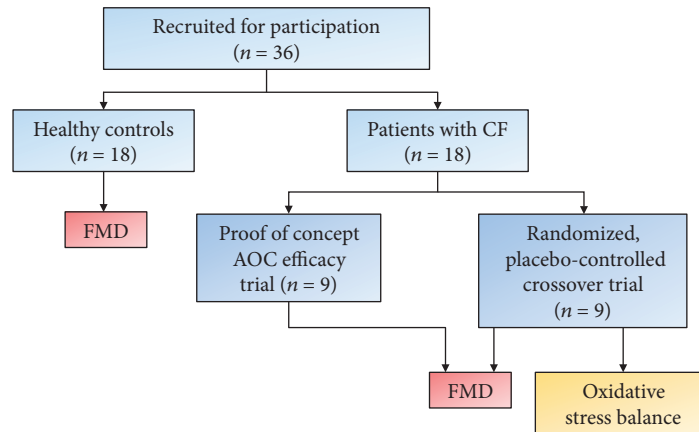 Recruited for participation
(n = 36)
Healthy controls
(n = 18)
Patients with CF
(n = 18)
FMD
Proof of concept
AOC efficacy
trial (n = 9)
Randomized,
placebo-controlled
crossover trial
(n = 9)
FMD
Oxidative
stress balance